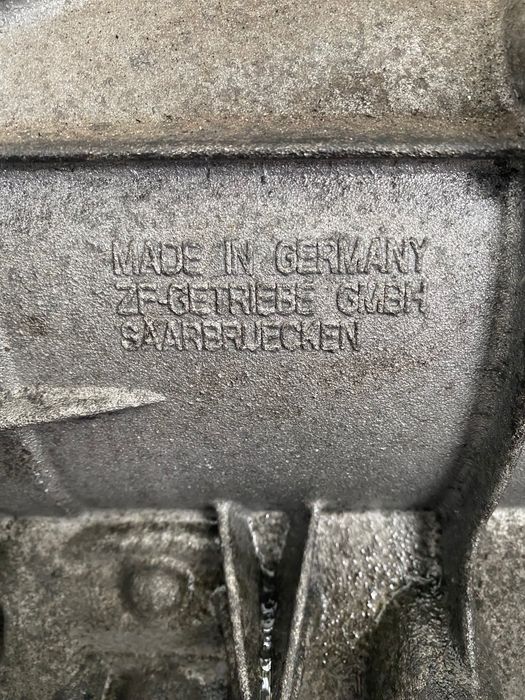 MADE IN GERMANY
ZF-GETRIEBE GMBH
SAARBRUECKEN